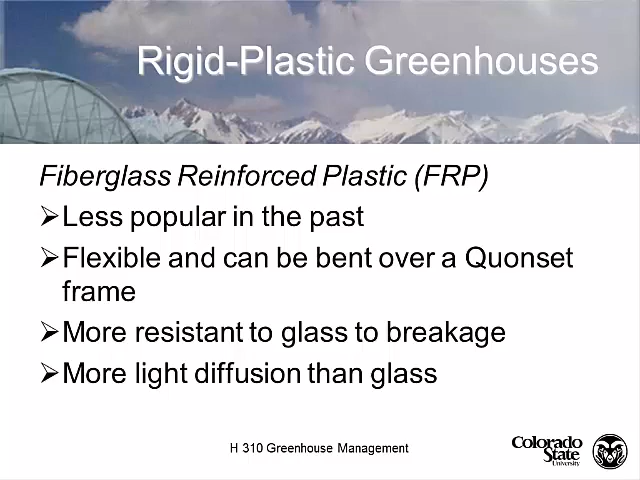 Rigid-Plastic Greenhouses
Fiberglass Reinforced Plastic (FRP)
➢Less popular in the past
➢Flexible and can be bent over a Quonset
frame
➢More resistant to glass to breakage
➢More light diffusion than glass
H 310 Greenhouse Management
Colorado
State
University